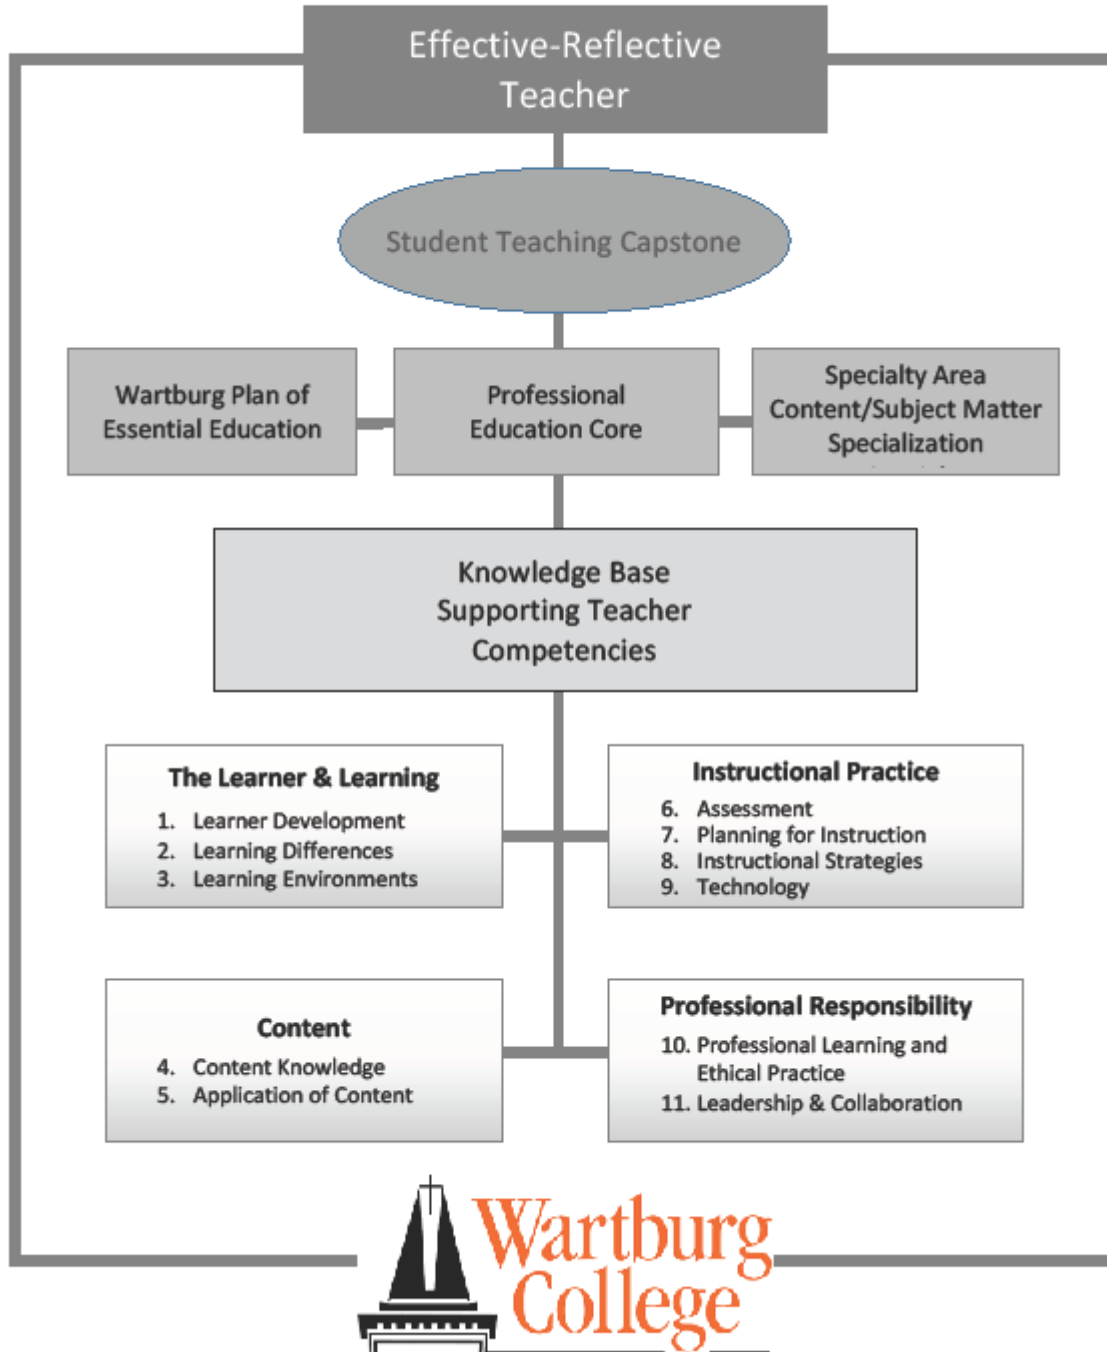 Effective-Reflective
Teacher
Student Teaching Capstone
Wartburg Plan of
Essential Education
Professional
Education Core
Specialty Area
Content/Subject Matter
Specialization
Knowledge Base
Supporting Teacher
Competencies
The Learner & Learning
1. Learner Development
2. Learning Differences
3. Learning Environments
Instructional Practice
6. Assessment
7. Planning for Instruction
8. Instructional Strategies
9. Technology
Content
4. Content Knowledge
5. Application of Content
Professional Responsibility
10. Professional Learning and
Ethical Practice
11. Leadership & Collaboration
Wartburg
College